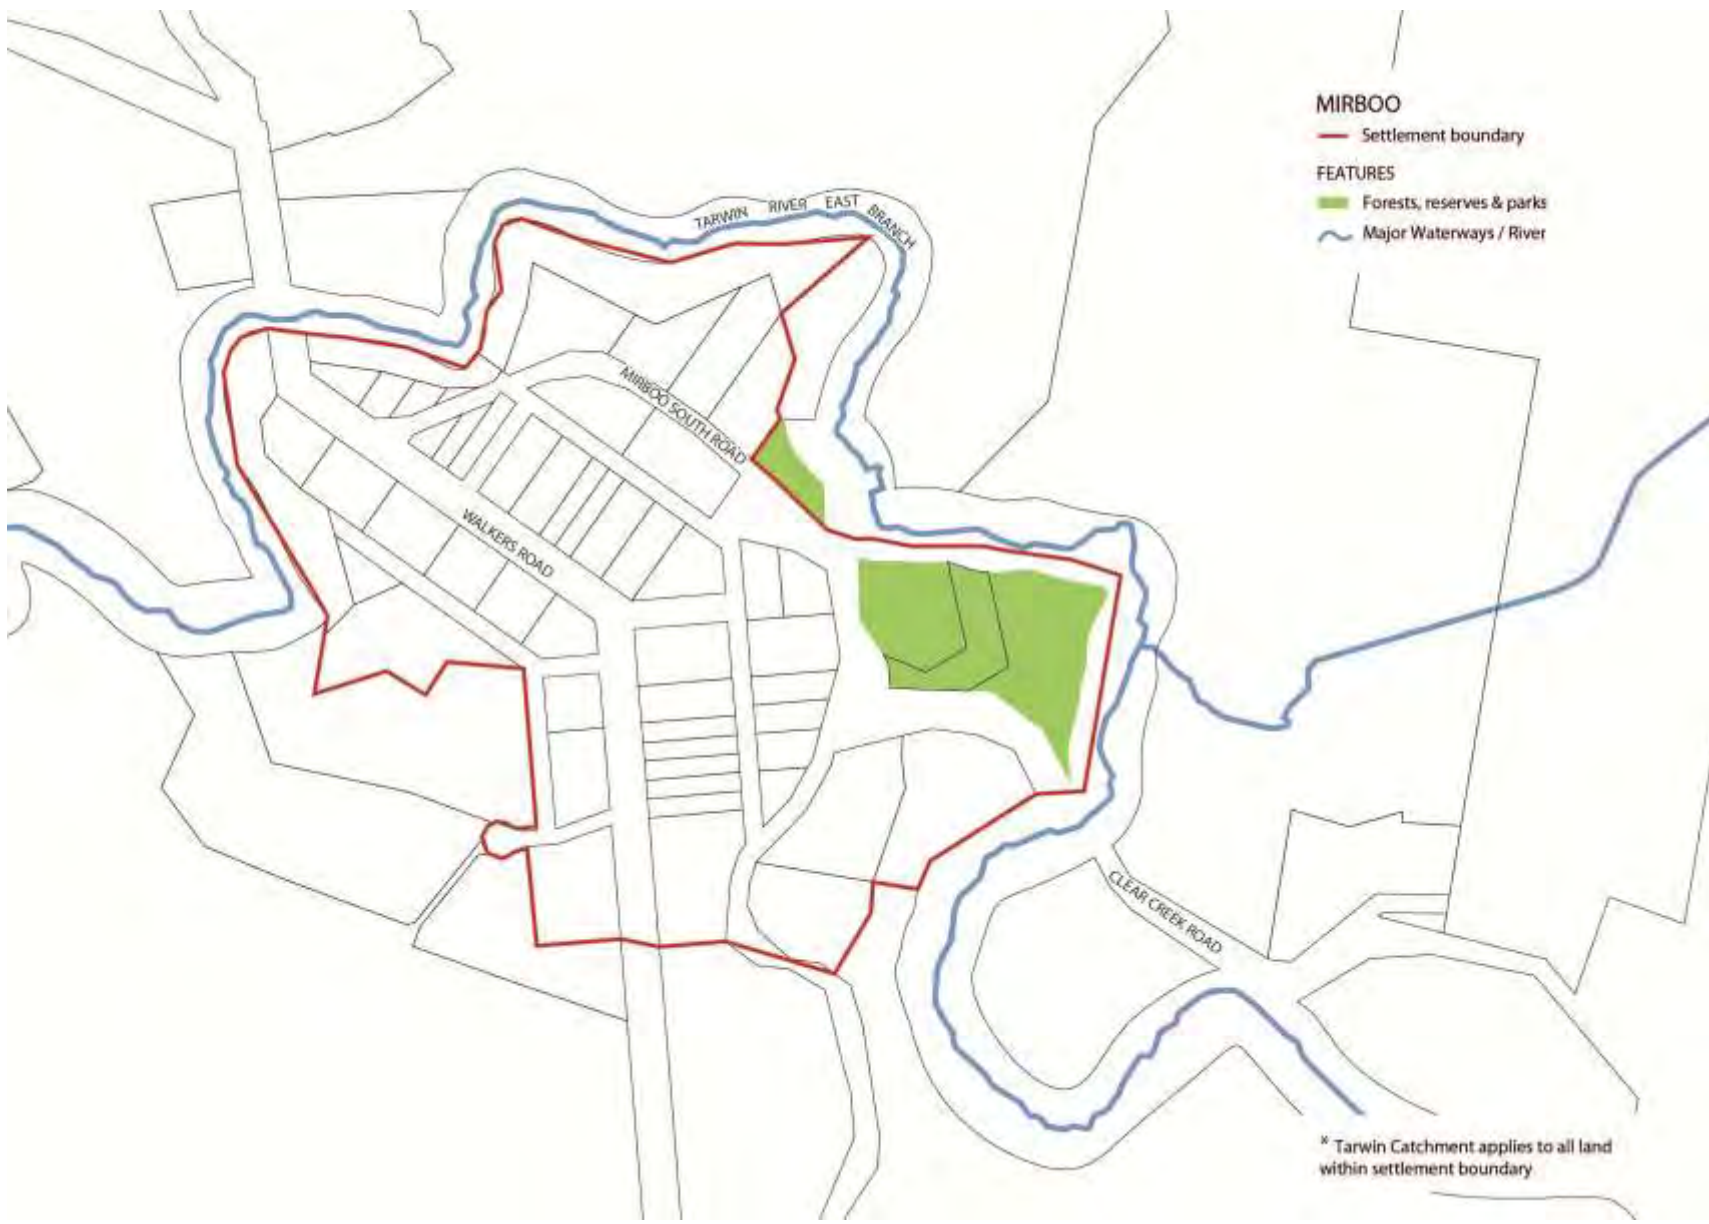 MIRBOO
Settlement boundary
FEATURES
Forests, reserves & parks
Major Waterways / River
TARWIN RIVER EAST BRANCH
MIRBOO SOUTH ROAD
WALKERS ROAD
CLEAR CREEK ROAD
* Tarwin Catchment applies to all land
within settlement boundary